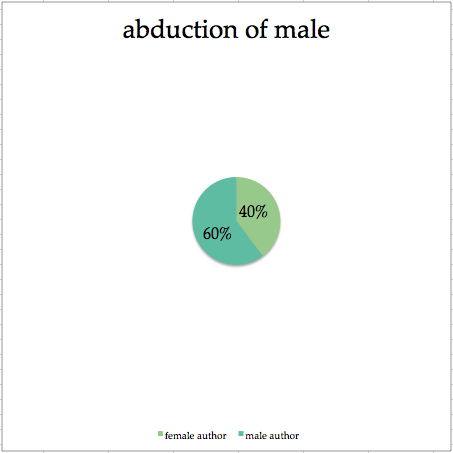 abduction of male
40%
60%
female author male author